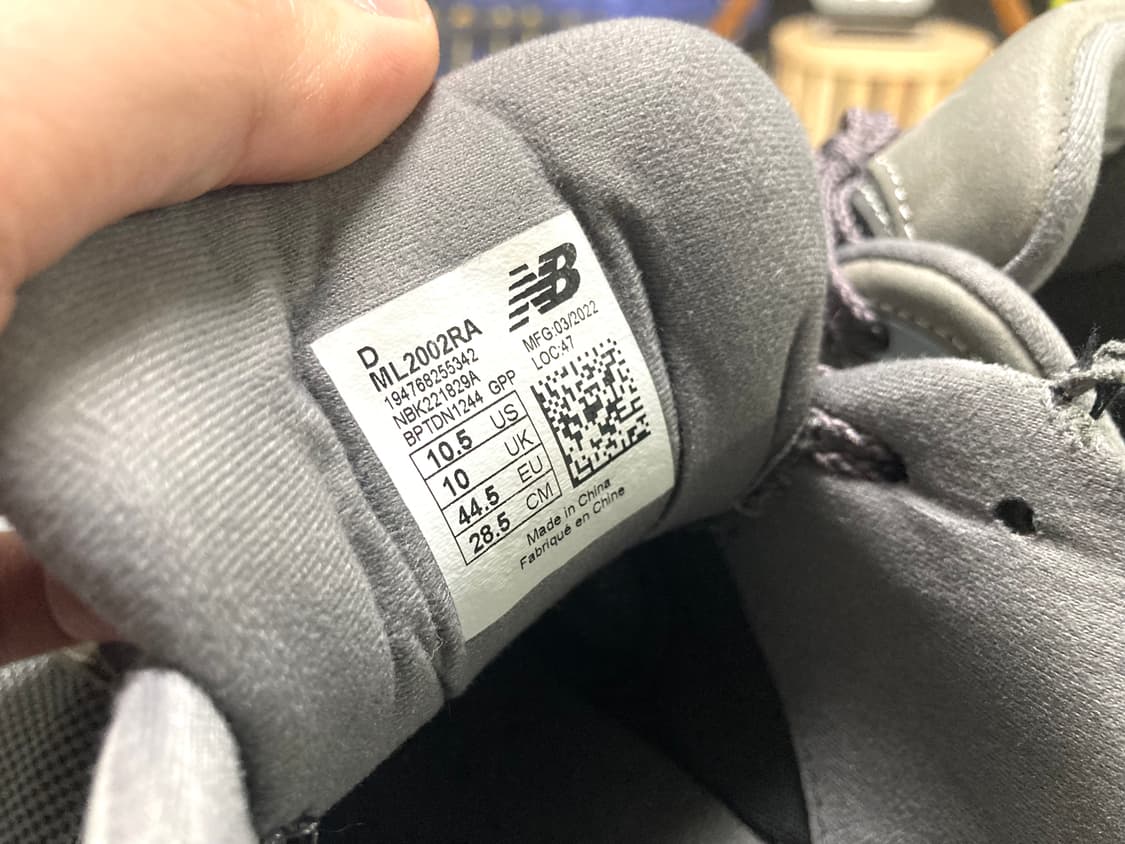 NB
D
ML2002RA
194768255342
NBK221829A
BPTDN1244 GPP
10.5 US
10 UK
44.5 EU
28.5 CM
MFG:03/2022
LOC:47
Made in China
Fabriqué en Chine